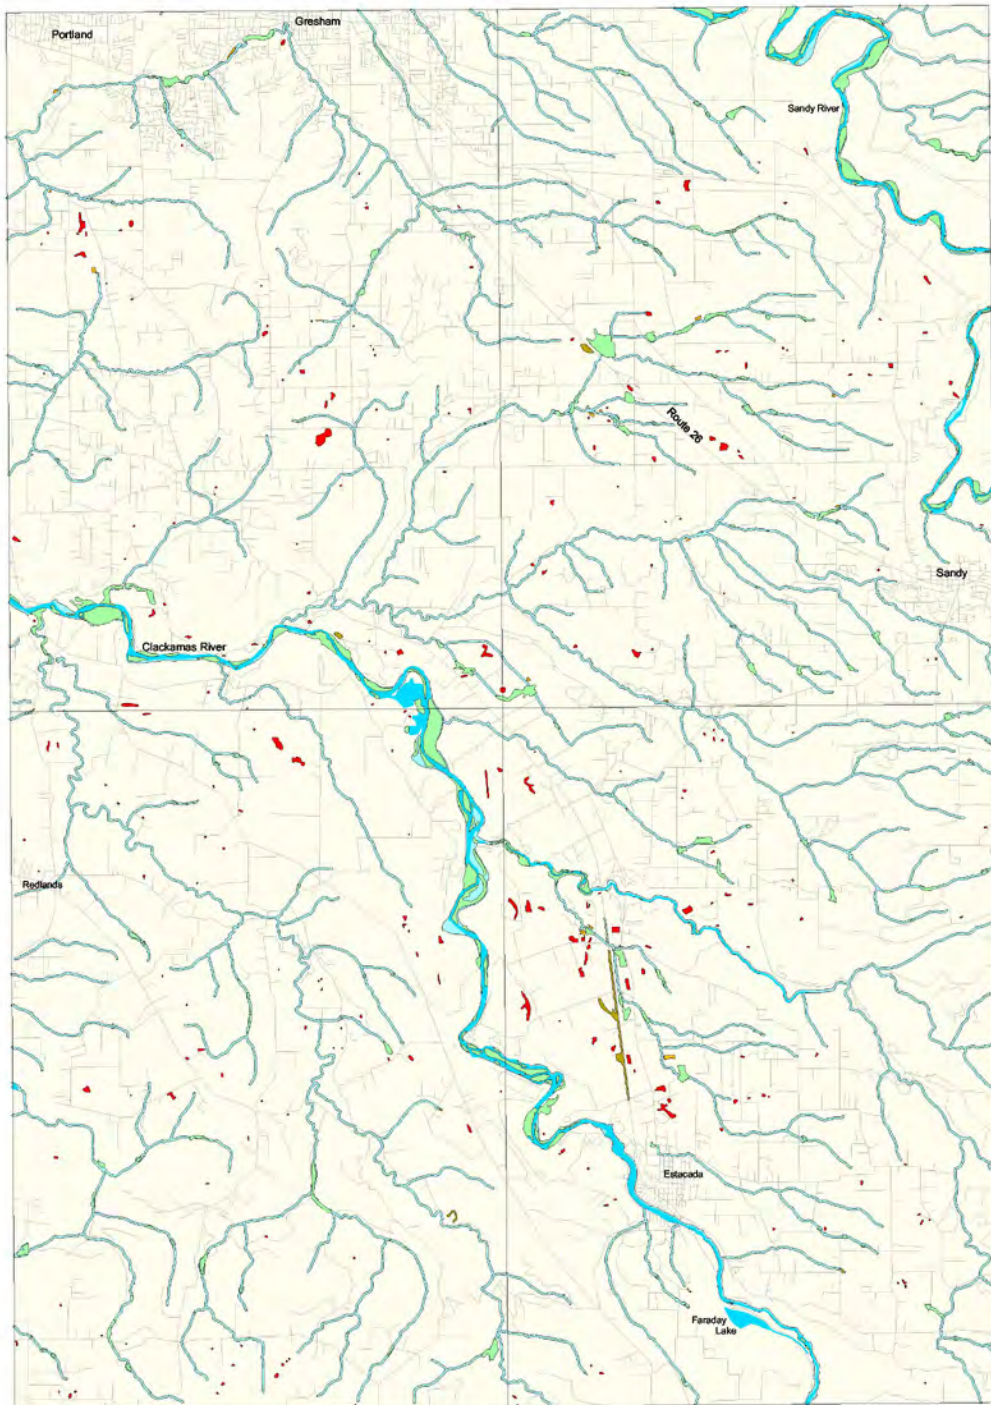 Gresham
Portland
Sandy River
Route 26
Sandy
Clackamas River
Redlands
Estacada
Faraday
Lake